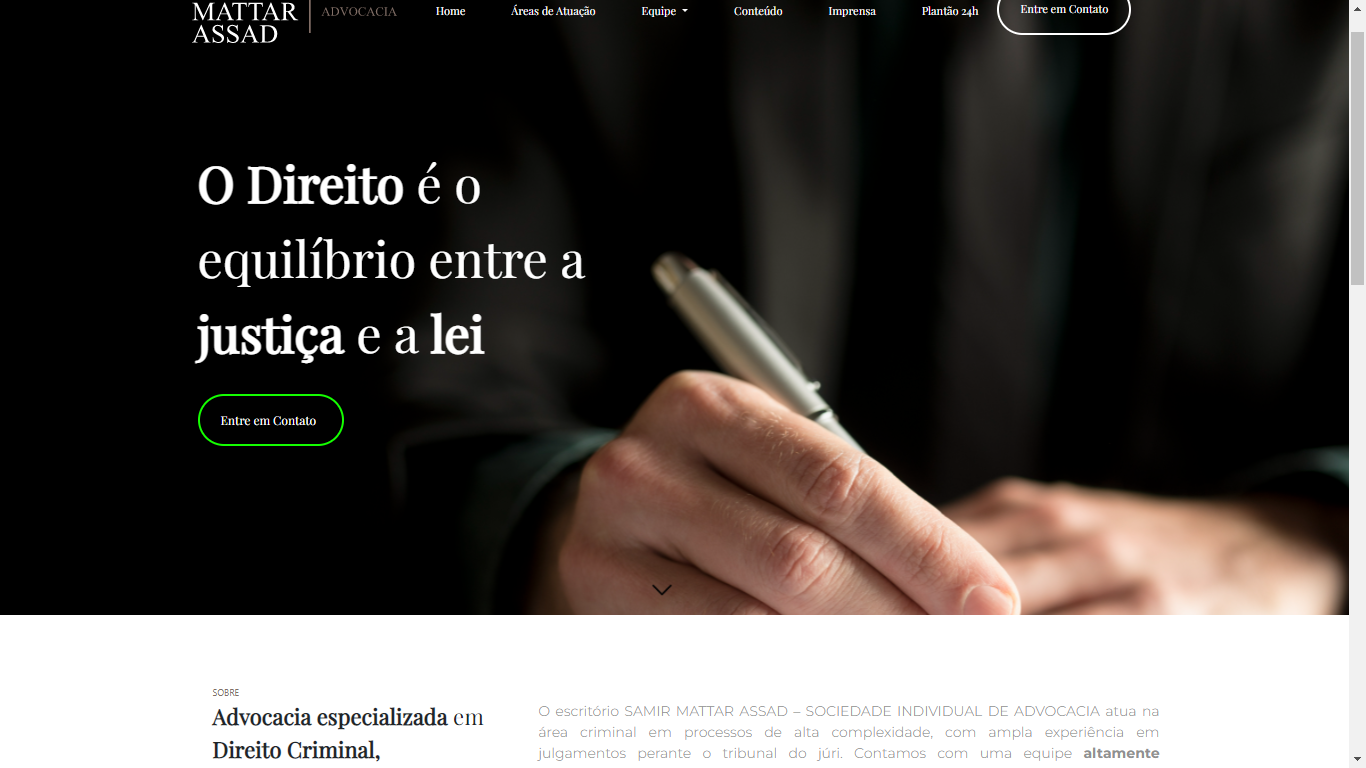 MATTAR
ASSAD
ADVOCACIA
Home
Áreas de Atuação
Equipe
Conteúdo
Imprensa
Plantão 24h
Entre em Contato
O Direito é o
equilíbrio entre a
justiça e a lei
Entre em Contato
SOBRE
Advocacia especializada em
Direito Criminal,
O escritório SAMIR MATTAR ASSAD – SOCIEDADE INDIVIDUAL DE ADVOCACIA atua na
área criminal em processos de alta complexidade, com ampla experiência em
julgamentos perante o tribunal do júri. Contamos com uma equipe altamente